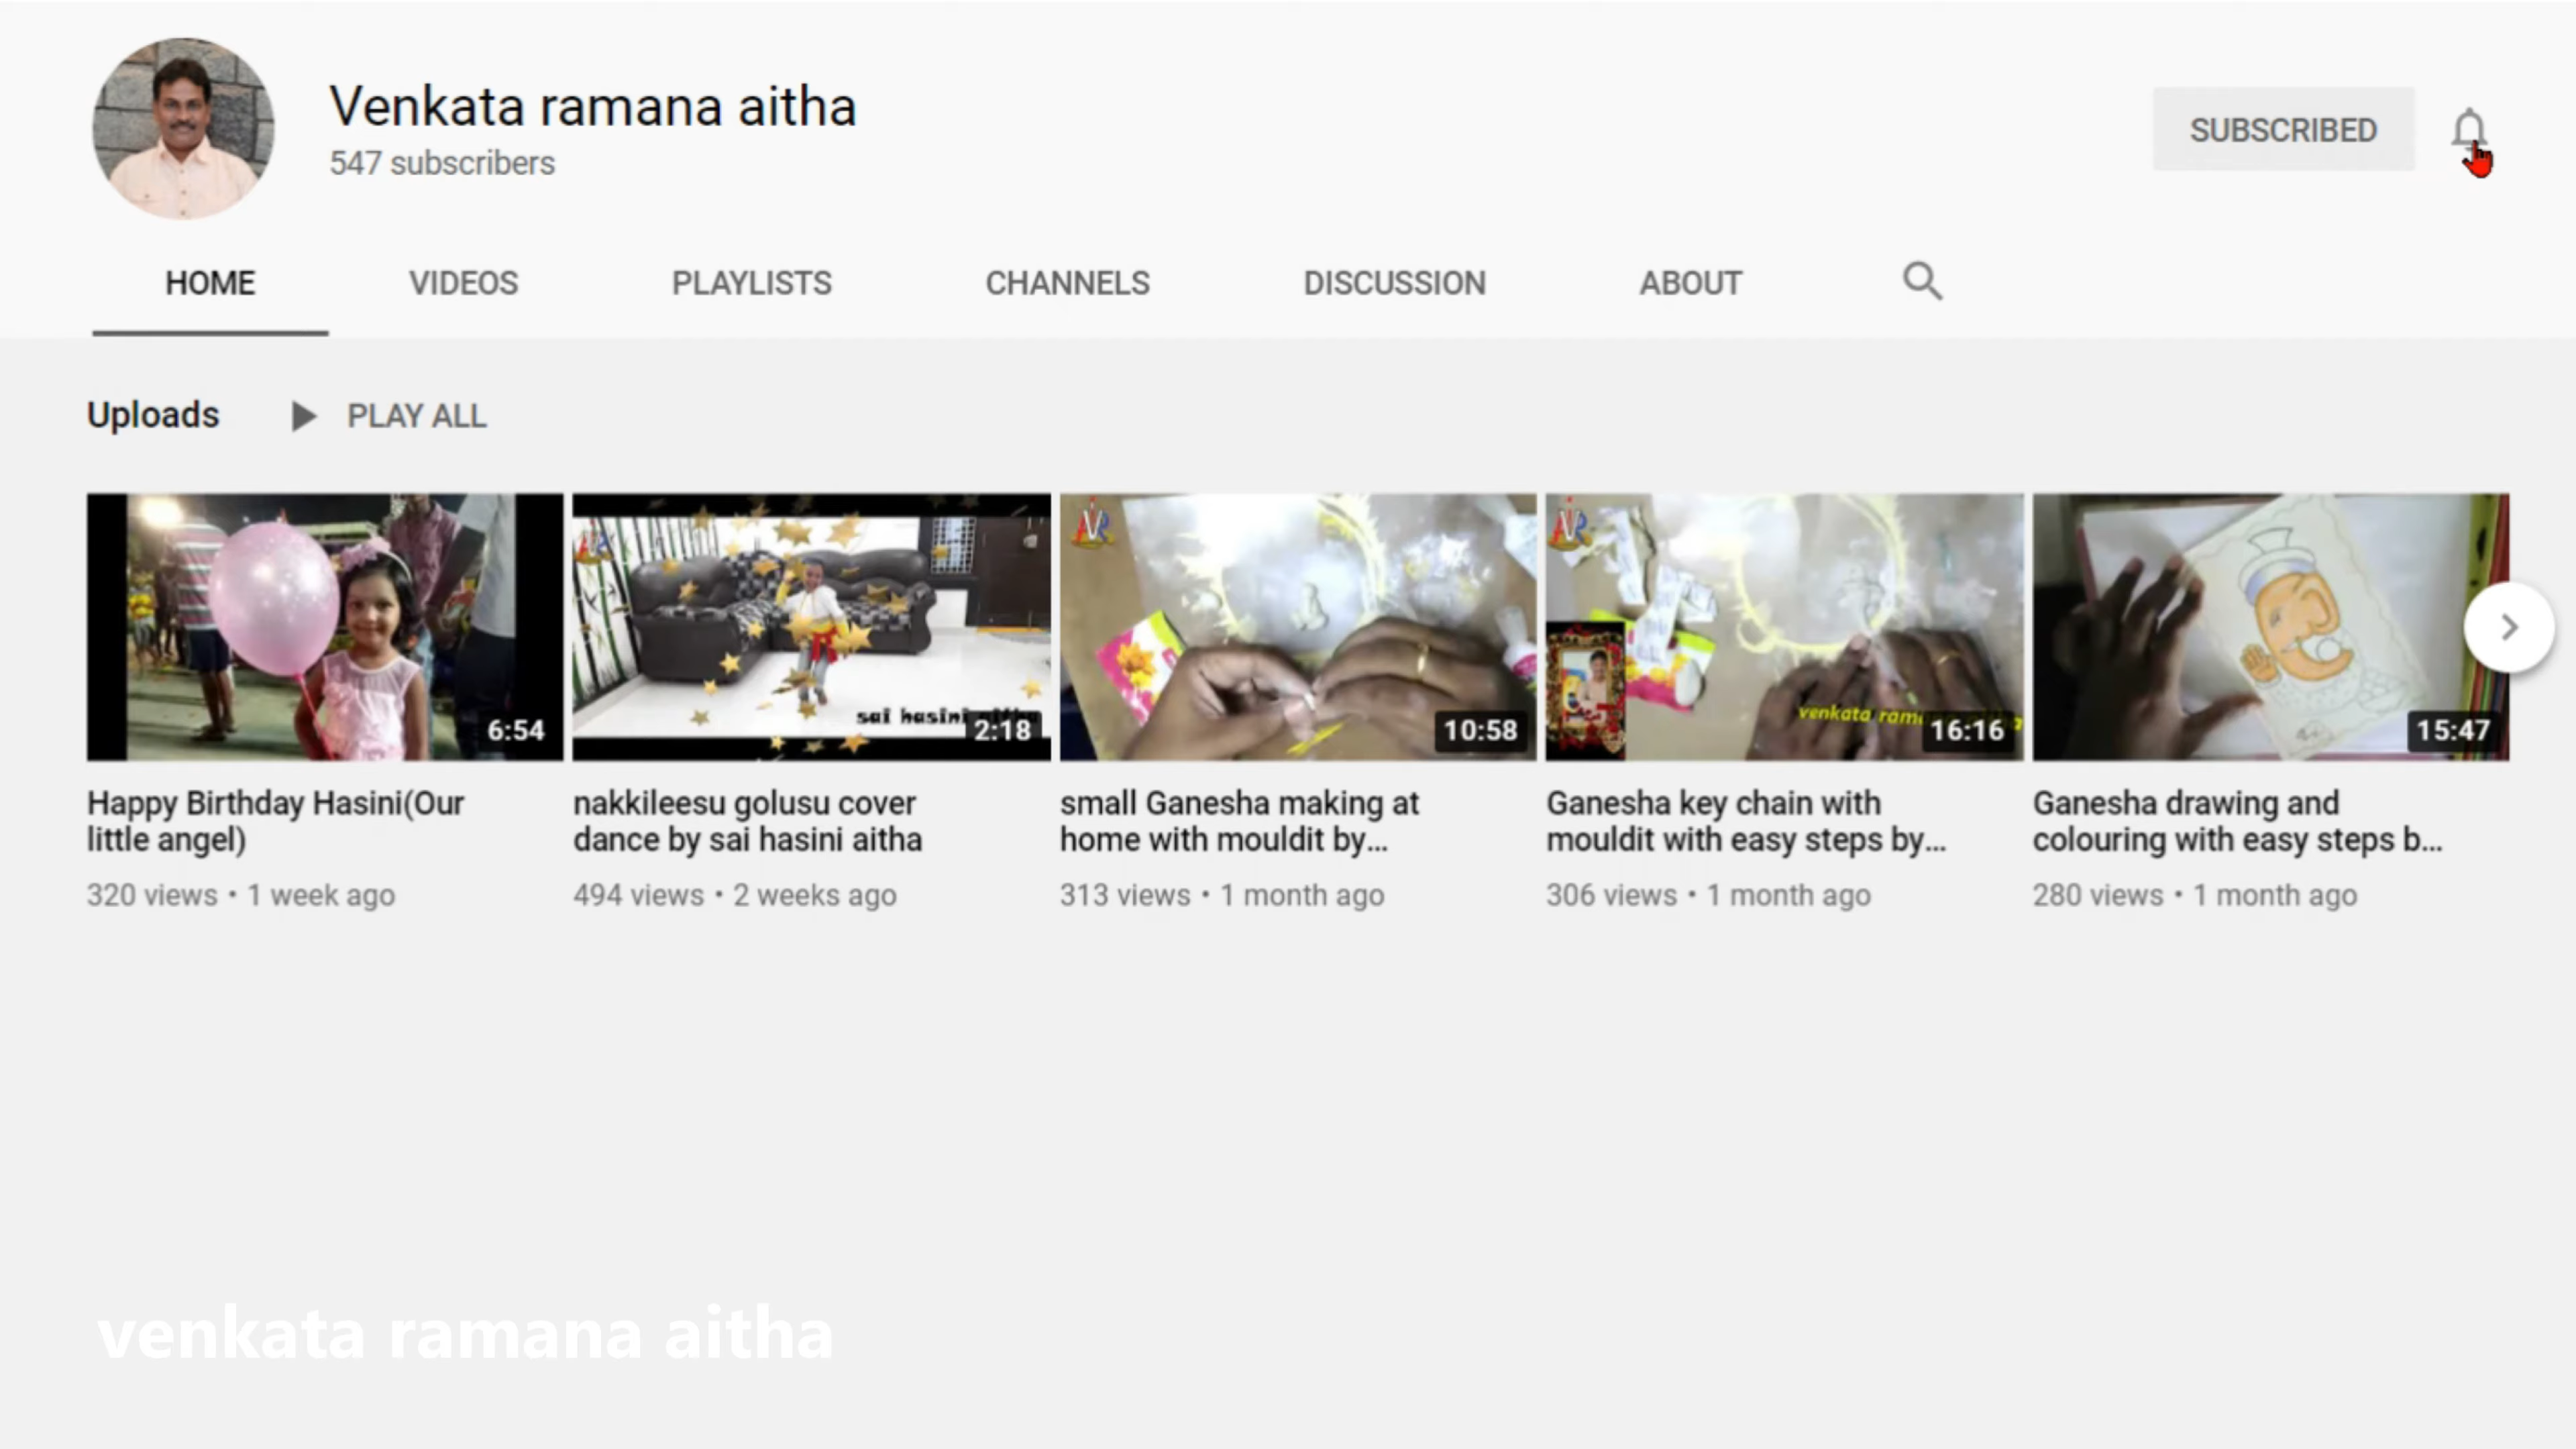 Venkata ramana aitha
547 subscribers
SUBSCRIBED
HOME VIDEOS PLAYLISTS CHANNELS DISCUSSION ABOUT
Uploads PLAY ALL
6:54
sai hasini
2:18
10:58
venkata
16:16
15:47
Happy Birthday Hasini(Our
little angel)
320 views • 1 week ago
nakkileesu golusu cover
dance by sai hasini aitha
494 views • 2 weeks ago
small Ganesha making at
home with mouldit by...
313 views • 1 month ago
Ganesha key chain with
mouldit with easy steps by...
306 views • 1 month ago
Ganesha drawing and
colouring with easy steps b...
280 views • 1 month ago
venkata ramana aitha